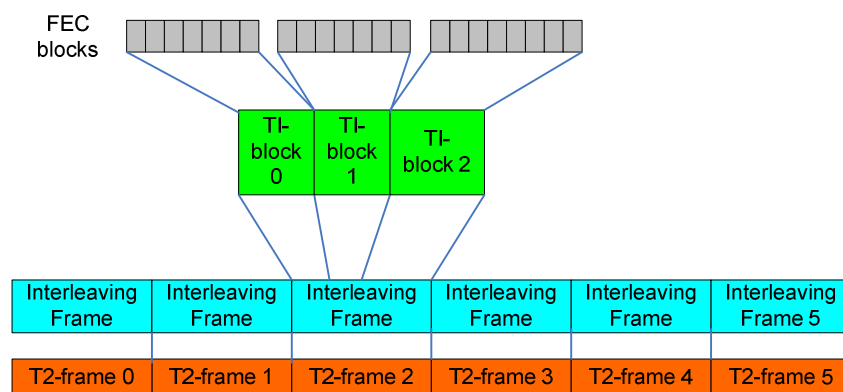 FEC
blocks
TI-
block
0
TI-
block
1
TI-
block 2
Interleaving
Frame
Interleaving
Frame
Interleaving
Frame
Interleaving
Frame
Interleaving
Frame
Interleaving
Frame 5
T2-frame 0
T2-frame 1
T2-frame 2
T2-frame 3
T2-frame 4
T2-frame 5